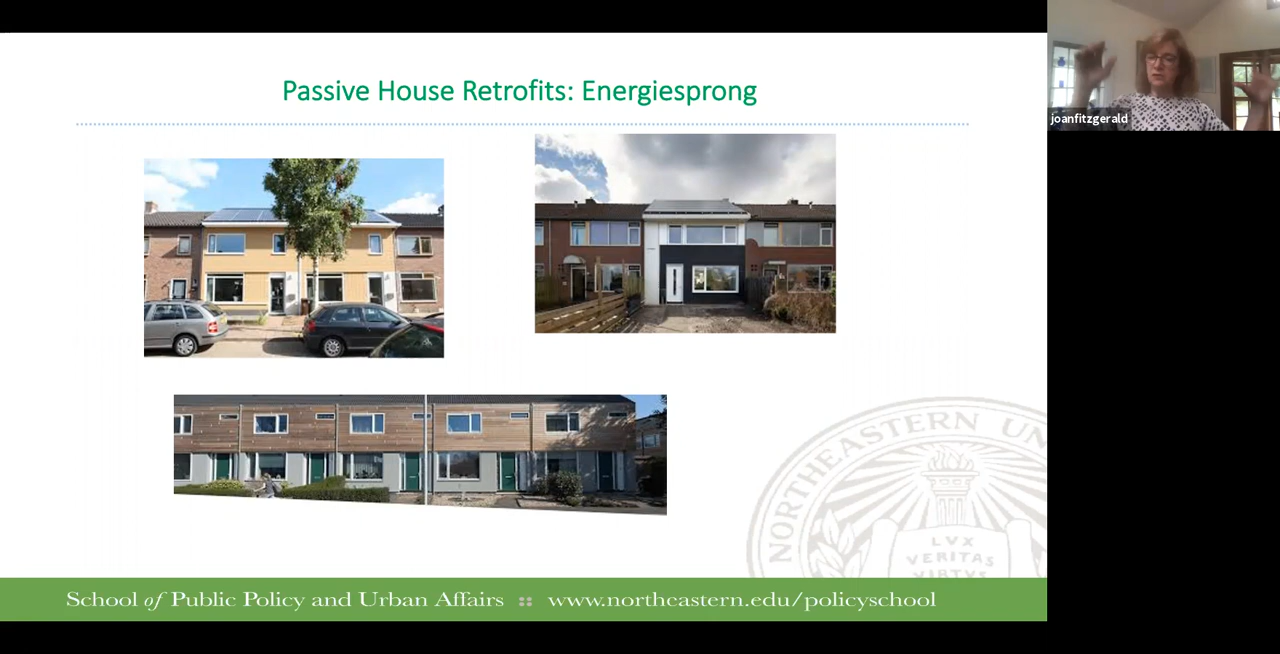 Passive House Retrofits: Energiesprong
joanfitzgerald
NORTHEASTERN UN
LVX
VERITAS
VIRTVS
School of Public Policy and Urban Affairs :: www.northeastern.edu/policyschool